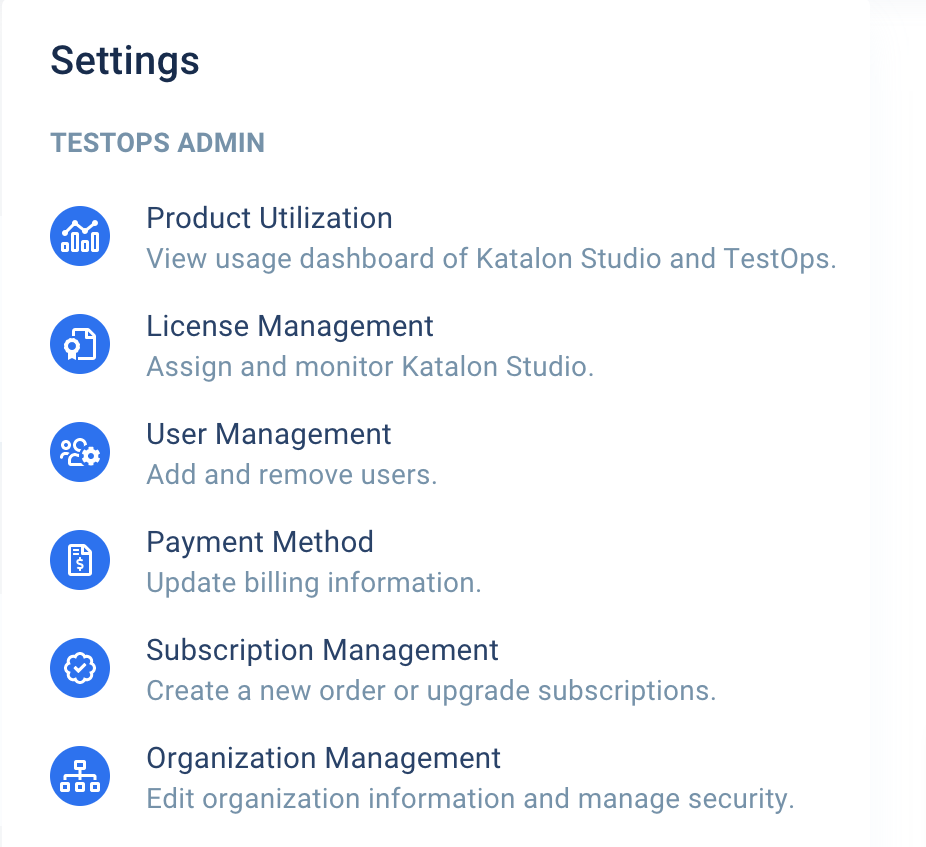 Settings
TESTOPS ADMIN
Product Utilization
View usage dashboard of Katalon Studio and TestOps.
License Management
Assign and monitor Katalon Studio.
User Management
Add and remove users.
Payment Method
Update billing information.
Subscription Management
Create a new order or upgrade subscriptions.
Organization Management
Edit organization information and manage security.